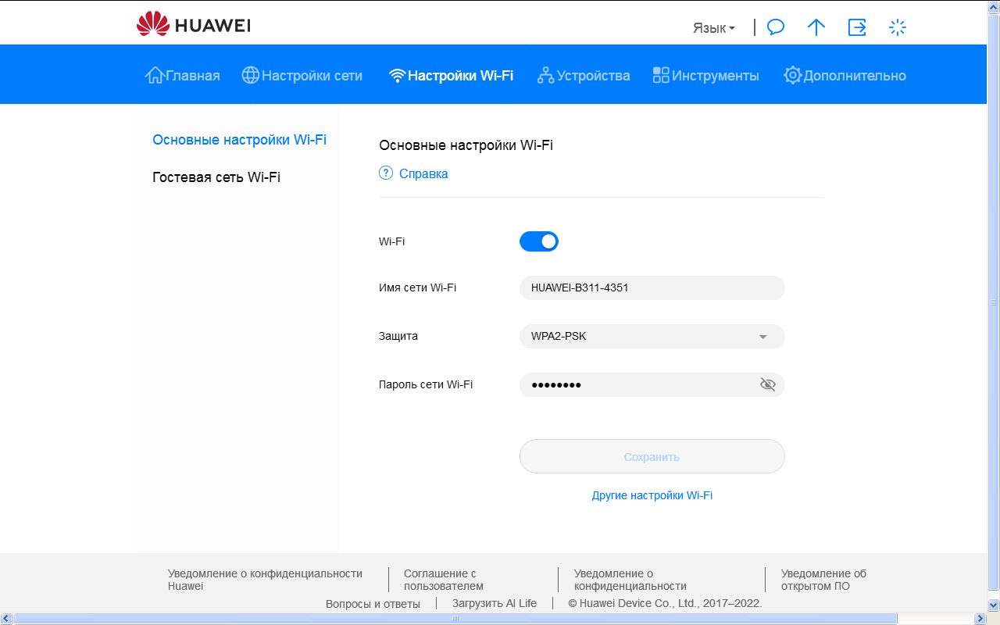 HUAWEI
Язык
Главная Настройки сети Настройки Wi-Fi Устройства Инструменты Дополнительно
Основные настройки Wi-Fi
Гостевая сеть Wi-Fi
Основные настройки Wi-Fi
? Справка
Wi-Fi
Имя сети Wi-Fi HUAWEI-B311-4351
Защита WPA2-PSK
Пароль сети Wi-Fi ••••••••
Сохранить
Другие настройки Wi-Fi
Уведомление о конфиденциальности
Huawei
Соглашение с
пользователем
Уведомление о
конфиденциальности
Уведомление об
открытом ПО
Вопросы и ответы Загрузить AI Life © Huawei Device Co., Ltd., 2017–2022.